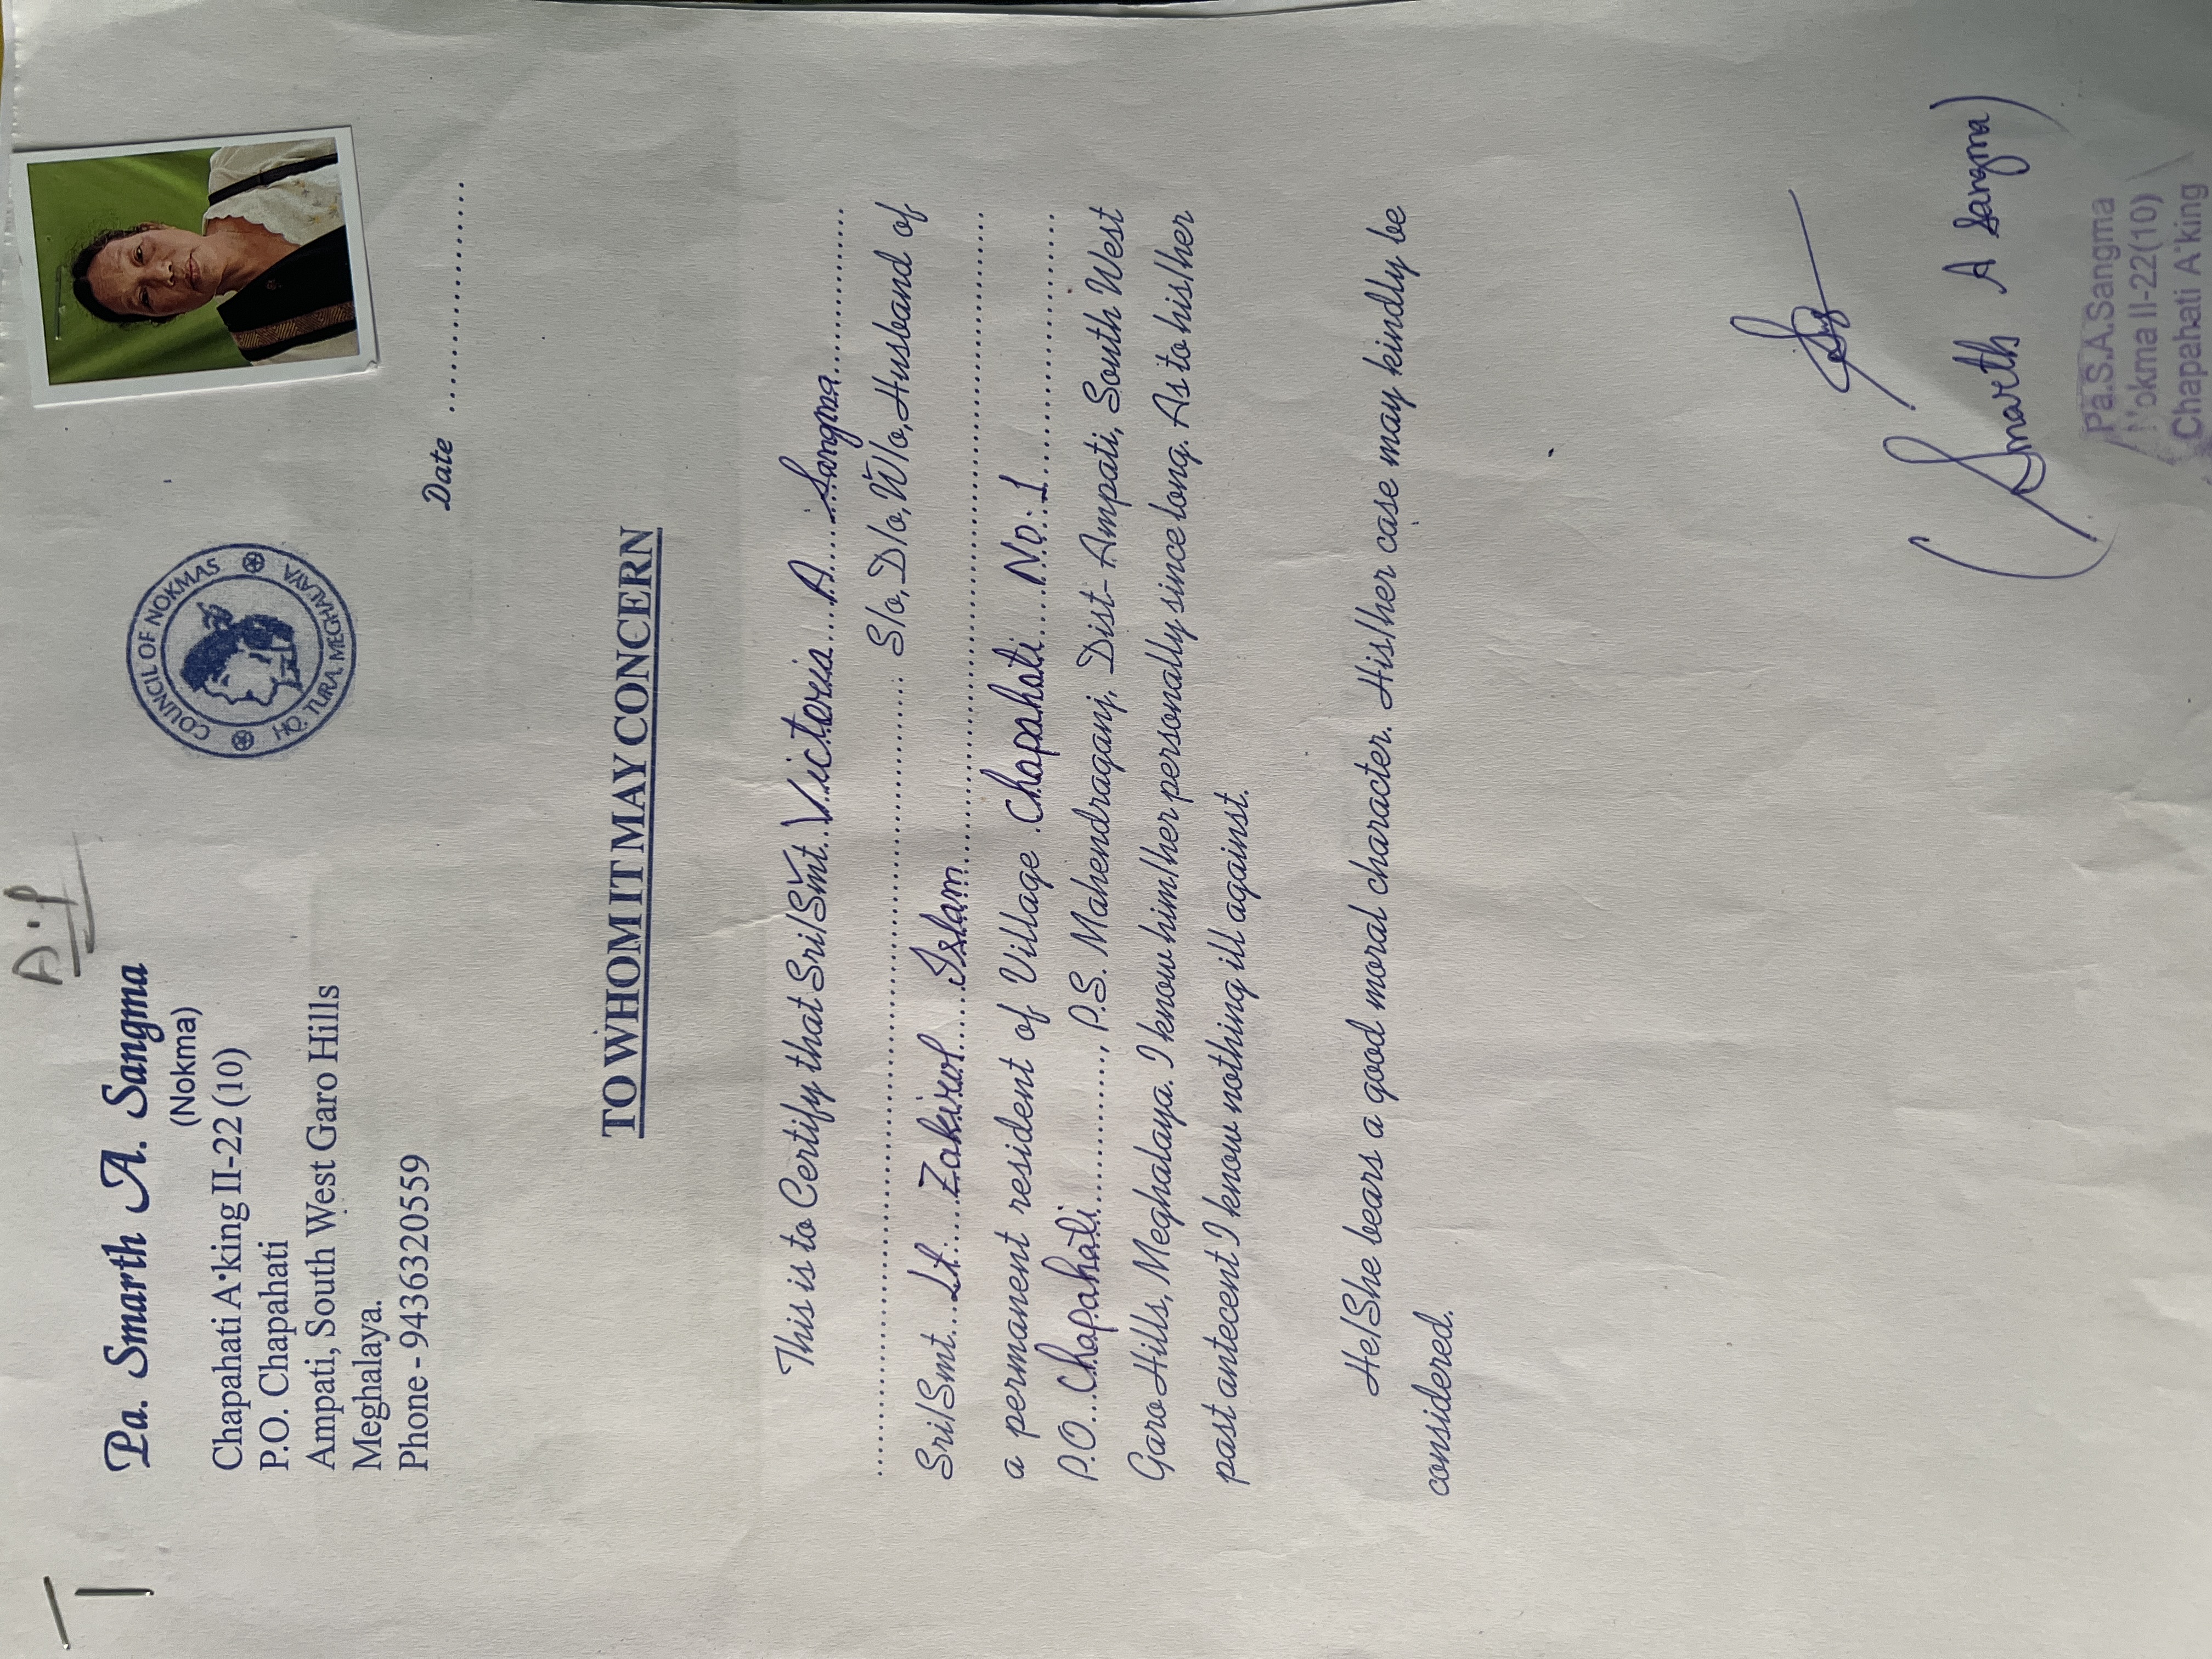 A.P
Pa. Smarth A. Sangma
(Nokma)
Chapahati A·king II-22 (10)
P.O. Chapahati
Ampati, South West Garo Hills
Meghalaya.
Phone - 9436320559
COUNCIL OF NOKMAS
HQ. TURA, MEGHALAYA
Date ......................
TO WHOM IT MAY CONCERN
This is to Certify that Sri/Smt. Victoria A Sangma
S/o, D/o, W/o, Husband of
Sri/Smt. Lt. Zakirul Islam
a permanent resident of Village Chapahati No. 1
P.O. Chapahati, P.S. Mahendraganj, Dist- Ampati, South West
Garo Hills, Meghalaya. I know him/her personally since long. As to his/her
past antecent I know nothing ill against.
He/She bears a good moral character. His/her case may kindly be
considered.
(Smarth A Sangma)
Pa.S.A.Sangma
Nokma II-22(10)
Chapahati A·king